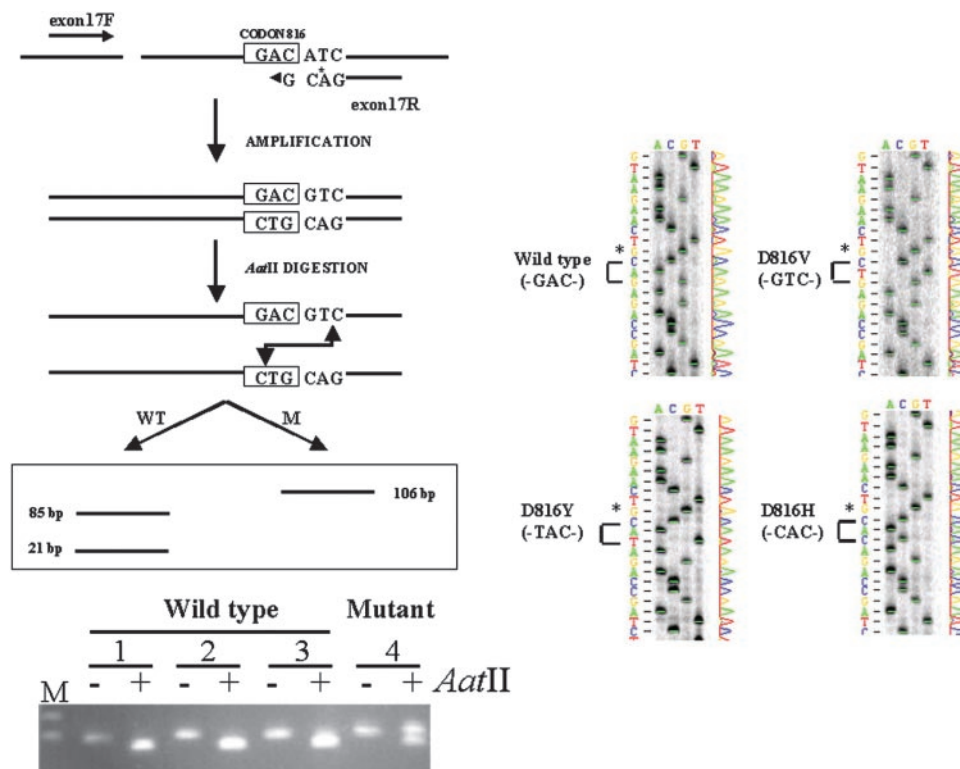 exon17F
CODON 816
GAC ATC
*
G CAG
exon17R
AMPLIFICATION
GAC GTC
CTG CAG
AatII DIGESTION
GAC GTC
CTG CAG
WT
M
106 bp
85 bp
21 bp
Wild type
Mutant
1 2 3 4
M - + - + - + - + AatII
A C G T
*
Wild type
(-GAC-)
A C G T
*
D816V
(-GTC-)
A C G T
*
D816Y
(-TAC-)
A C G T
*
D816H
(-CAC-)